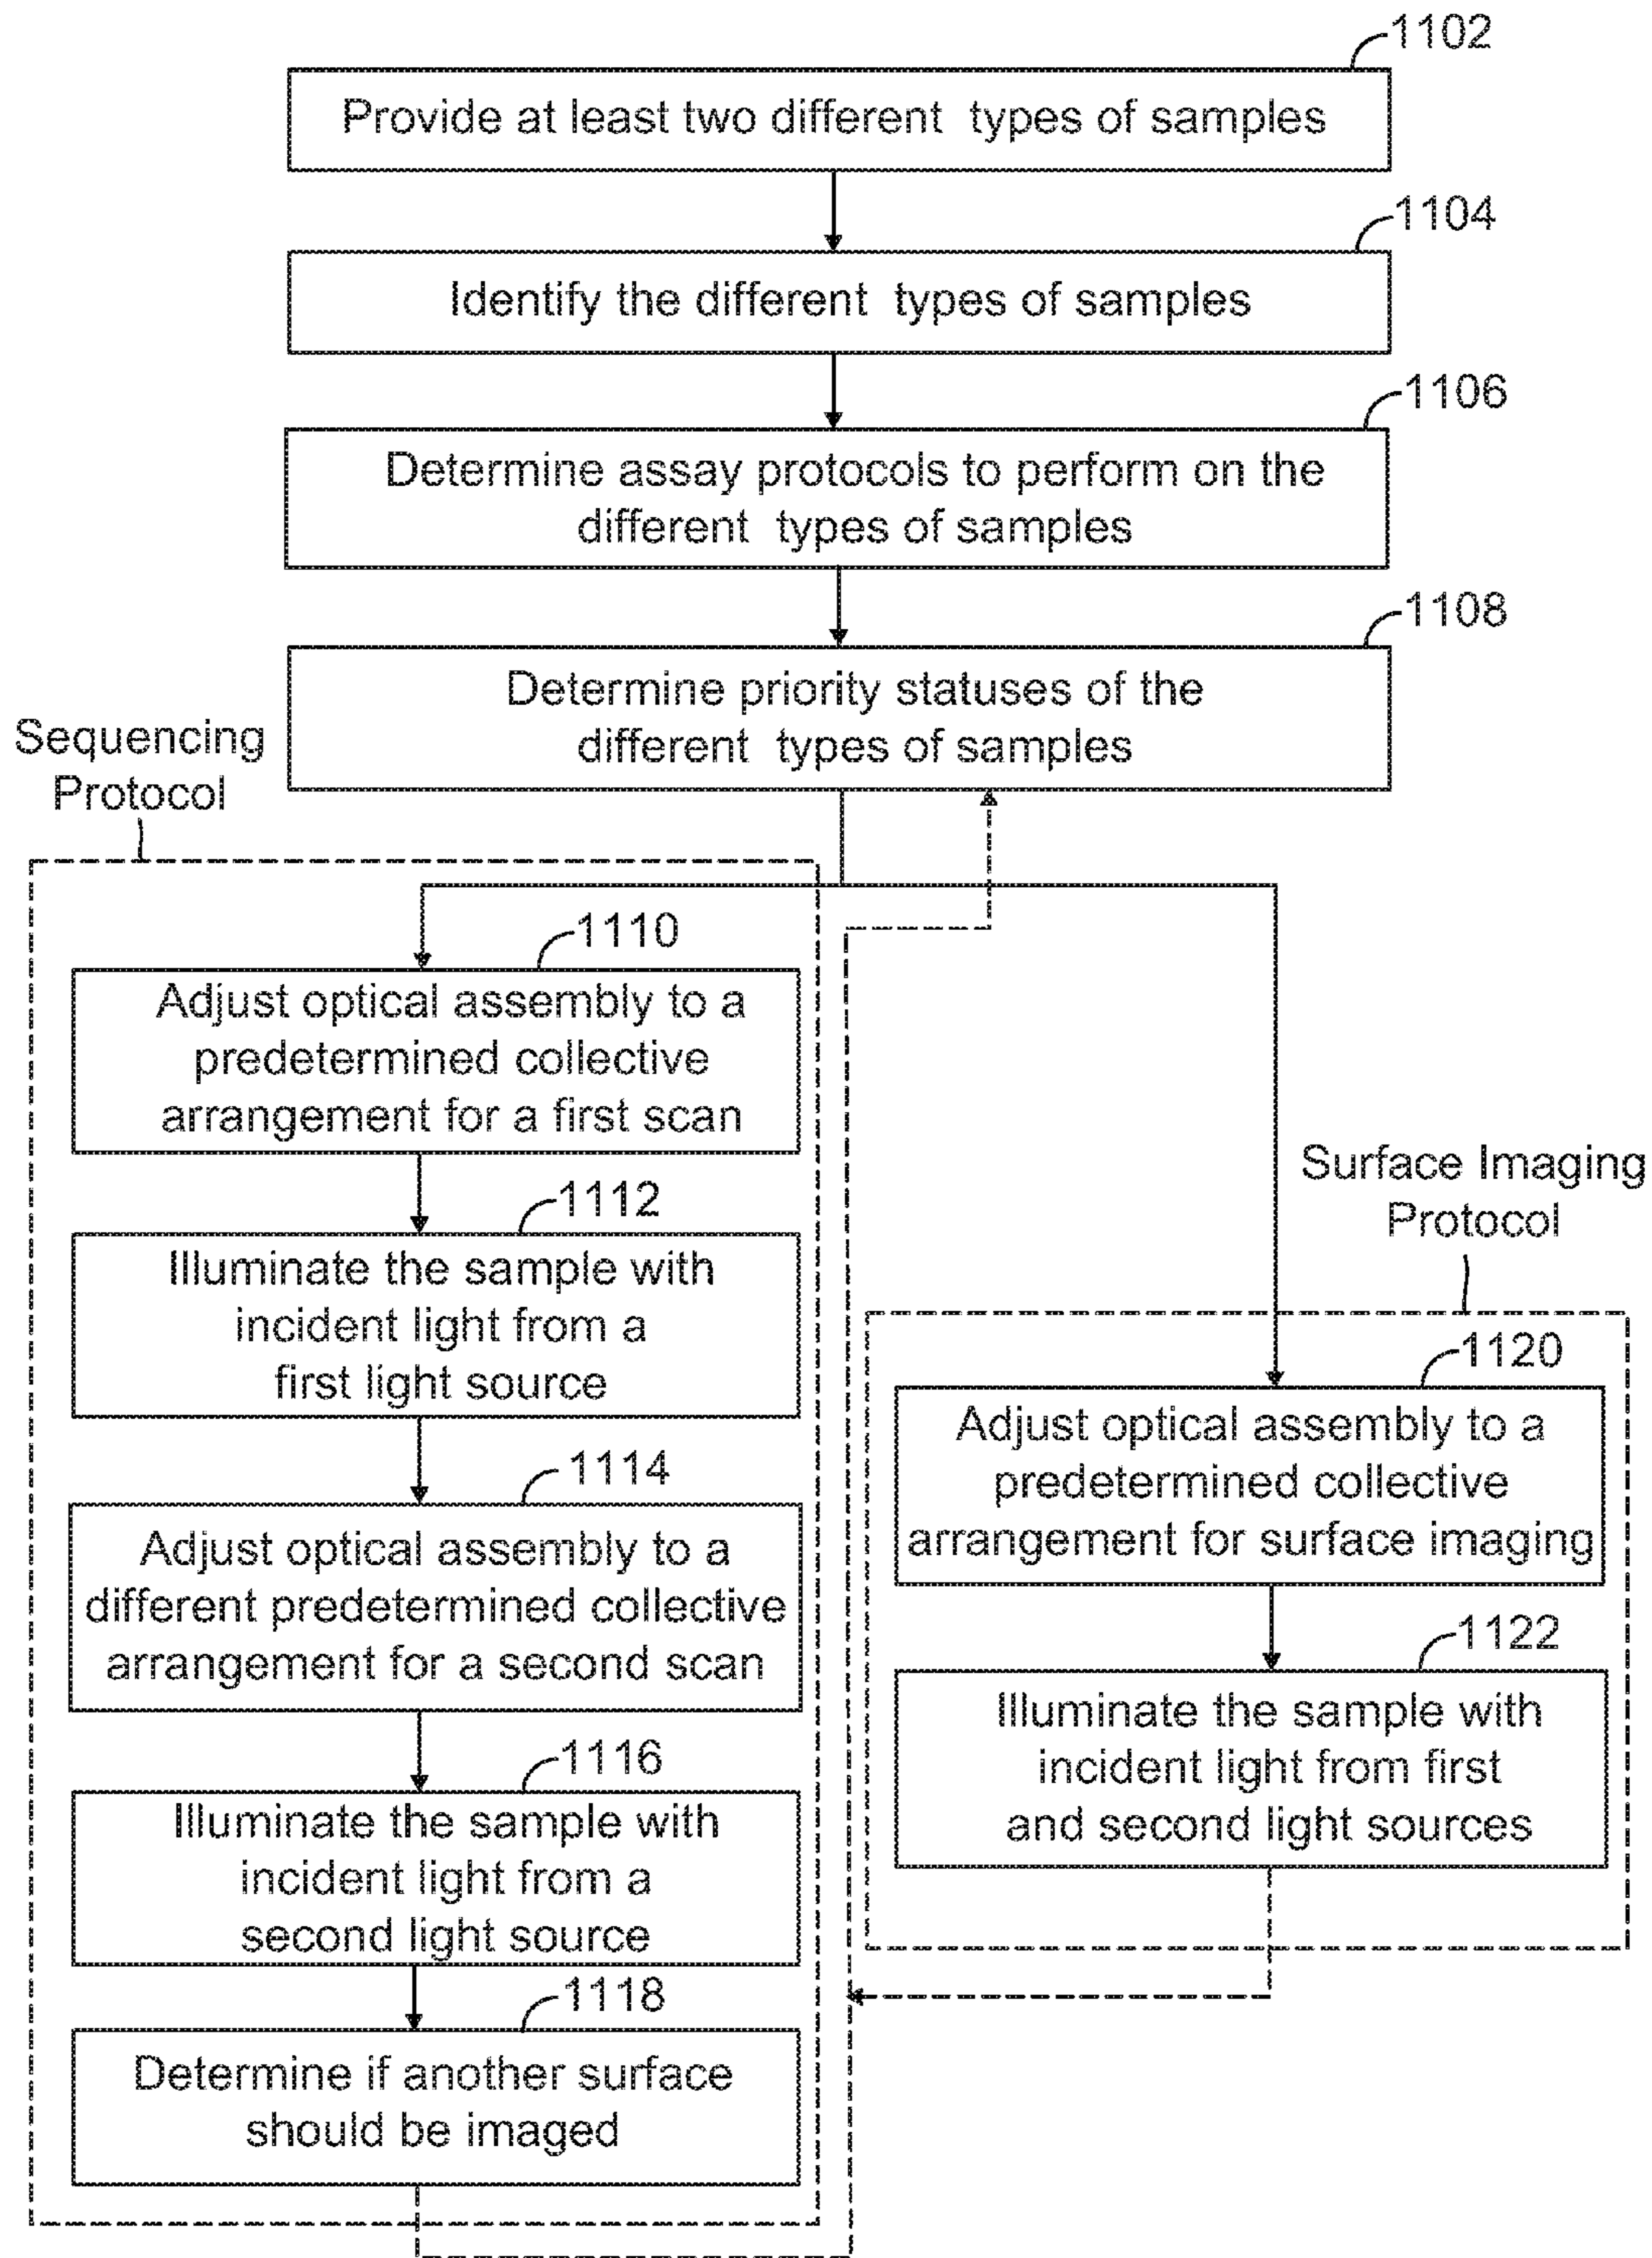 1102
Provide at least two different types of samples
1104
Identify the different types of samples
1106
Determine assay protocols to perform on the
different types of samples
1108
Determine priority statuses of the
different types of samples
Sequencing
Protocol
1110
Adjust optical assembly to a
predetermined collective
arrangement for a first scan
1112
Illuminate the sample with
incident light from a
first light source
1114
Adjust optical assembly to a
different predetermined collective
arrangement for a second scan
1116
Illuminate the sample with
incident light from a
second light source
1118
Determine if another surface
should be imaged
Surface Imaging
Protocol
1120
Adjust optical assembly to a
predetermined collective
arrangement for surface imaging
1122
Illuminate the sample with
incident light from first
and second light sources